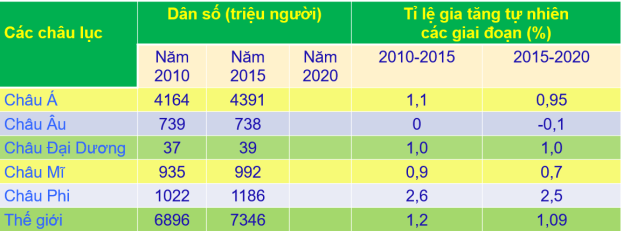 Các châu lục Dân số (triệu người) Tỉ lệ gia tăng tự nhiên các giai đoạn (%)
Năm 2010 Năm 2015 Năm 2020 2010-2015 2015-2020
Châu Á 4164 4391 1,1 0,95
Châu Âu 739 738 0 -0,1
Châu Đại Dương 37 39 1,0 1,0
Châu Mĩ 935 992 0,9 0,7
Châu Phi 1022 1186 2,6 2,5
Thế giới 6896 7346 1,2 1,09